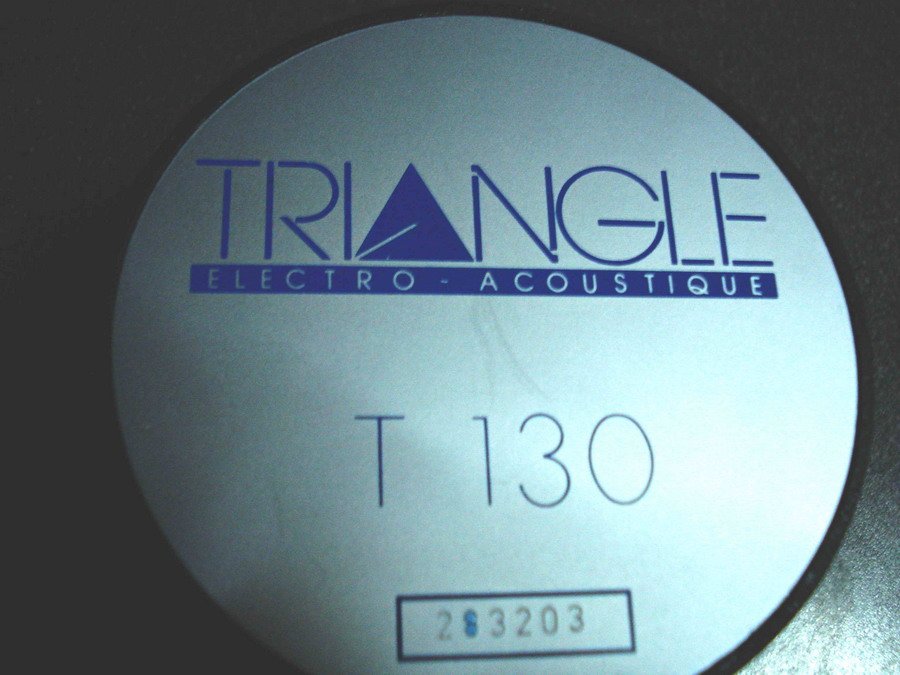 TRIANGLE
ELECTRO - ACOUSTIQUE
T 130